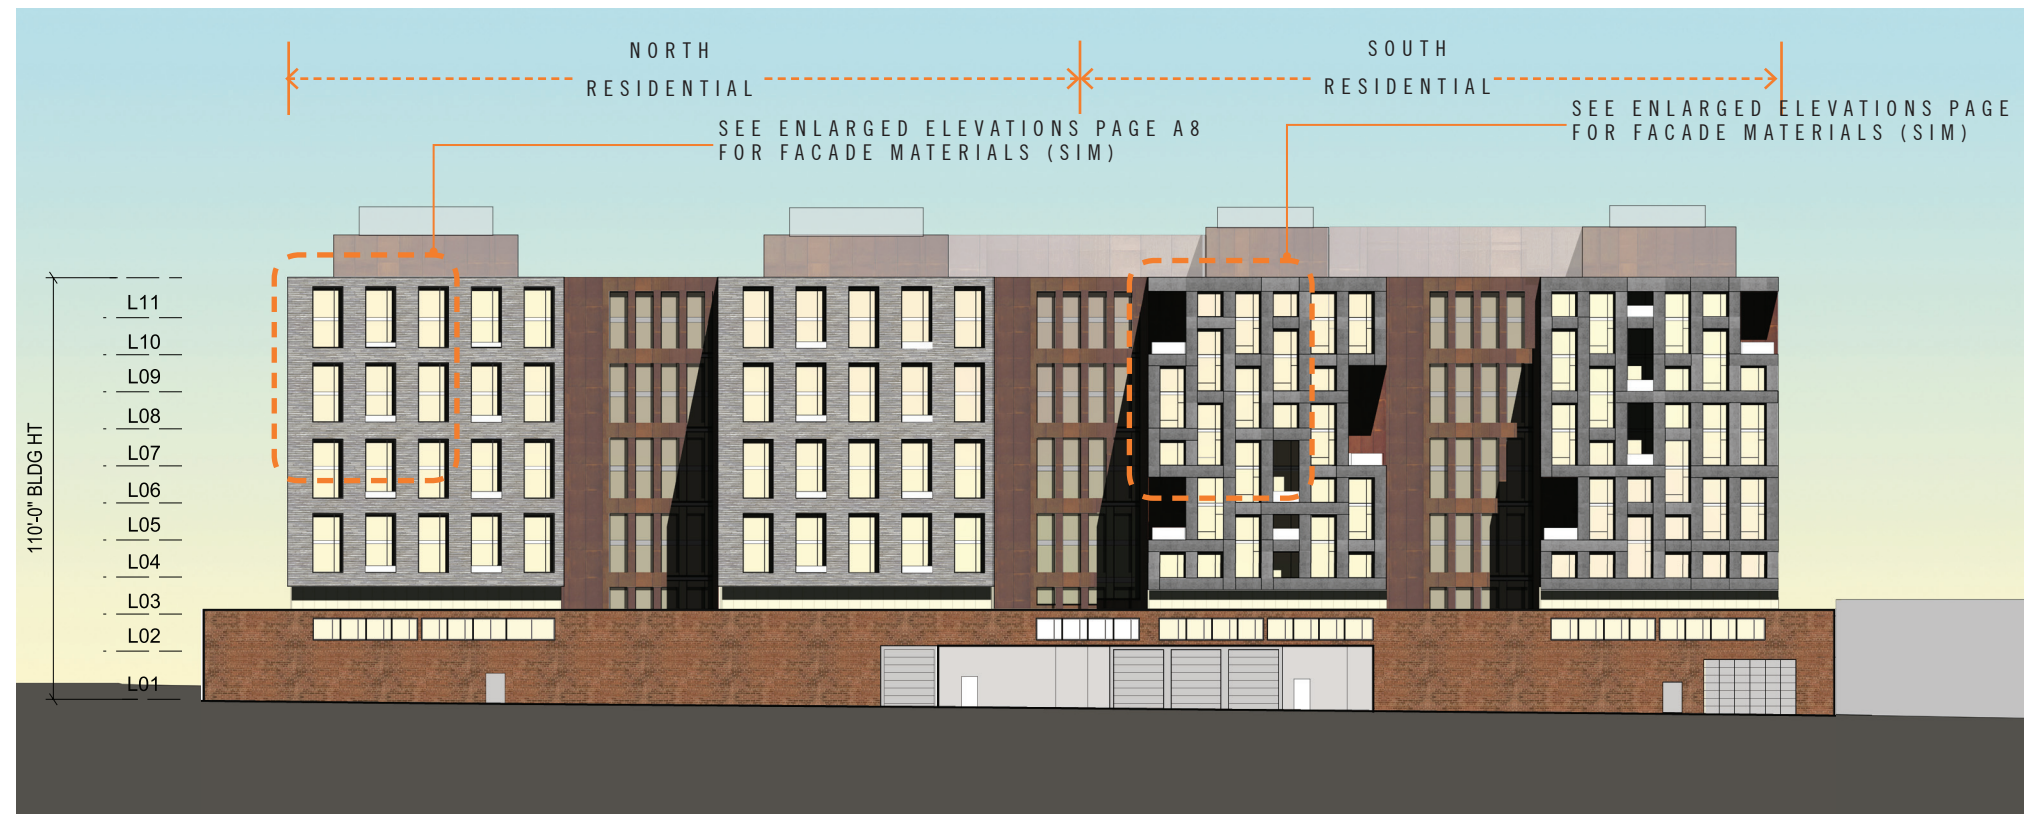 NORTH
RESIDENTIAL
SOUTH
RESIDENTIAL
SEE ENLARGED ELEVATIONS PAGE A8
FOR FACADE MATERIALS (SIM)
SEE ENLARGED ELEVATIONS PAGE
FOR FACADE MATERIALS (SIM)
110'-0" BLDG HT
L11
L10
L09
L08
L07
L06
L05
L04
L03
L02
L01